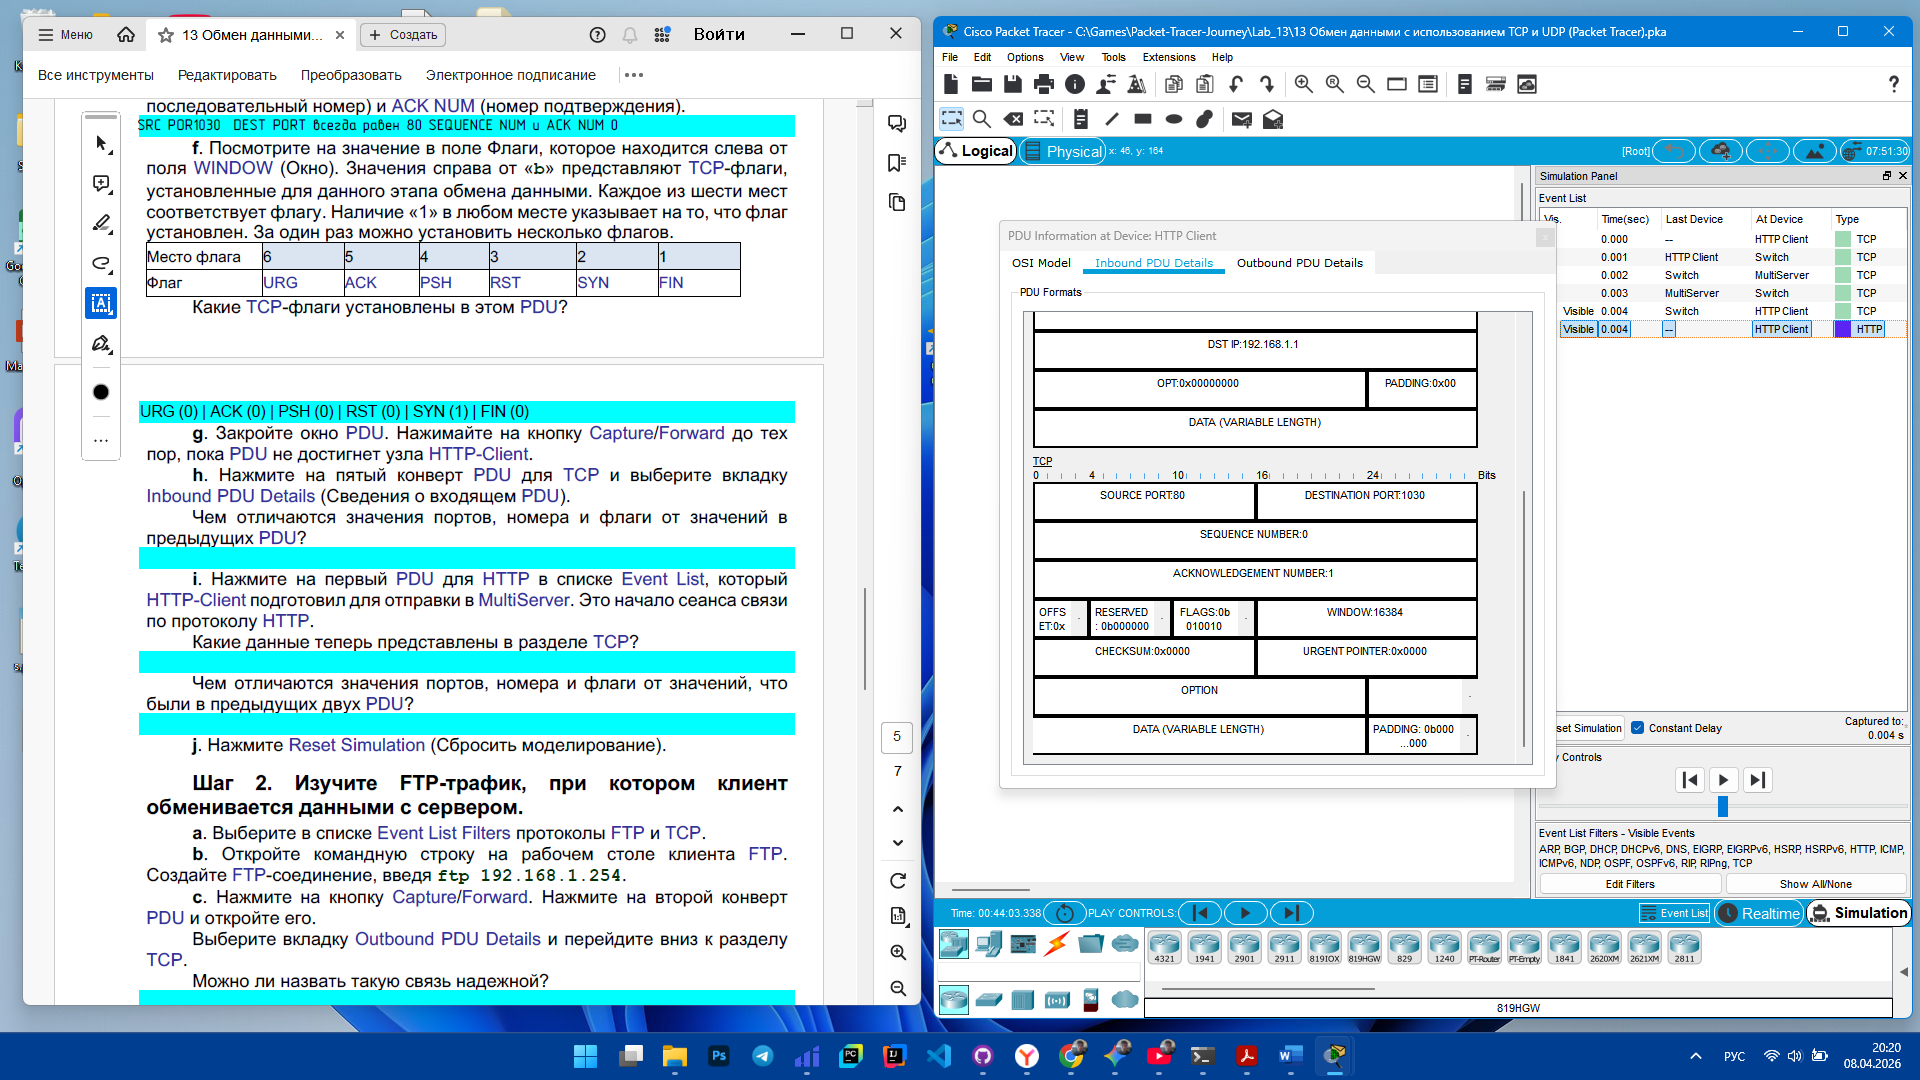 Меню
13 Обмен данными...
Создать
Войти
Все инструменты
Редактировать
Преобразовать
Электронное подписание
последовательный номер) и ACK NUM (номер подтверждения).
SRC POR1030 DEST PORT всегда равен 80 SEQUENCE NUM и ACK NUM 0
f. Посмотрите на значение в поле Флаги, которое находится слева от
поля WINDOW (Окно). Значения справа от «b» представляют TCP-флаги,
установленные для данного этапа обмена данными. Каждое из шести мест
соответствует флагу. Наличие «1» в любом месте указывает на то, что флаг
установлен. За один раз можно установить несколько флагов.
Место флага 6 5 4 3 2 1
Флаг URG ACK PSH RST SYN FIN
Какие TCP-флаги установлены в этом PDU?
URG (0) | ACK (0) | PSH (0) | RST (0) | SYN (1) | FIN (0)
g. Закройте окно PDU. Нажимайте на кнопку Capture/Forward до тех
пор, пока PDU не достигнет узла HTTP-Client.
h. Нажмите на пятый конверт PDU для TCP и выберите вкладку
Inbound PDU Details (Сведения о входящем PDU).
Чем отличаются значения портов, номера и флаги от значений в
предыдущих PDU?
i. Нажмите на первый PDU для HTTP в списке Event List, который
HTTP-Client подготовил для отправки в MultiServer. Это начало сеанса связи
по протоколу HTTP.
Какие данные теперь представлены в разделе TCP?
Чем отличаются значения портов, номера и флаги от значений, что
были в предыдущих двух PDU?
j. Нажмите Reset Simulation (Сбросить моделирование).
Шаг 2. Изучите FTP-трафик, при котором клиент
обменивается данными с сервером.
a. Выберите в списке Event List Filters протоколы FTP и TCP.
b. Откройте командную строку на рабочем столе клиента FTP.
Создайте FTP-соединение, введя ftp 192.168.1.254.
c. Нажмите на кнопку Capture/Forward. Нажмите на второй конверт
PDU и откройте его.
Выберите вкладку Outbound PDU Details и перейдите вниз к разделу
TCP.
Можно ли назвать такую связь надежной?
5
7
Cisco Packet Tracer - C:\Games\Packet-Tracer-Journey\Lab_13\13 Обмен данными с использованием TCP и UDP (Packet Tracer).pka
File Edit Options View Tools Extensions Help
Logical
Physical
x: 46, y: 164
[Root]
07:51:30
PDU Information at Device: HTTP Client
OSI Model
Inbound PDU Details
Outbound PDU Details
PDU Formats
DST IP:192.168.1.1
OPT:0x00000000
PADDING:0x00
DATA (VARIABLE LENGTH)
TCP
0 4 10 16 24 Bits
SOURCE PORT:80
DESTINATION PORT:1030
SEQUENCE NUMBER:0
ACKNOWLEDGEMENT NUMBER:1
OFFS
ET:0x
RESERVED
: 0b000000
FLAGS:0b
010010
WINDOW:16384
CHECKSUM:0x0000
URGENT POINTER:0x0000
OPTION
DATA (VARIABLE LENGTH)
PADDING: 0b000
...000
Simulation Panel
Event List
Vis. Time(sec) Last Device At Device Type
0.000 -- HTTP Client TCP
0.001 HTTP Client Switch TCP
0.002 Switch MultiServer TCP
0.003 MultiServer Switch TCP
Visible 0.004 Switch HTTP Client TCP
Visible 0.004 -- HTTP Client HTTP
set Simulation
Constant Delay
Captured to:
0.004 s
y Controls
Event List Filters - Visible Events
ARP, BGP, DHCP, DHCPv6, DNS, EIGRP, EIGRPv6, HSRP, HSRPv6, HTTP, ICMP,
ICMPv6, NDP, OSPF, OSPFv6, RIP, RIPng, TCP
Edit Filters
Show All/None
Time: 00:44:03.338
PLAY CONTROLS:
Event List
Realtime
Simulation
4321 1941 2901 2911 819IOX 819HGW 829 1240 PT-Router PT-Empty 1841 2620XM 2621XM 2811
819HGW
РУС
20:20
08.04.2026